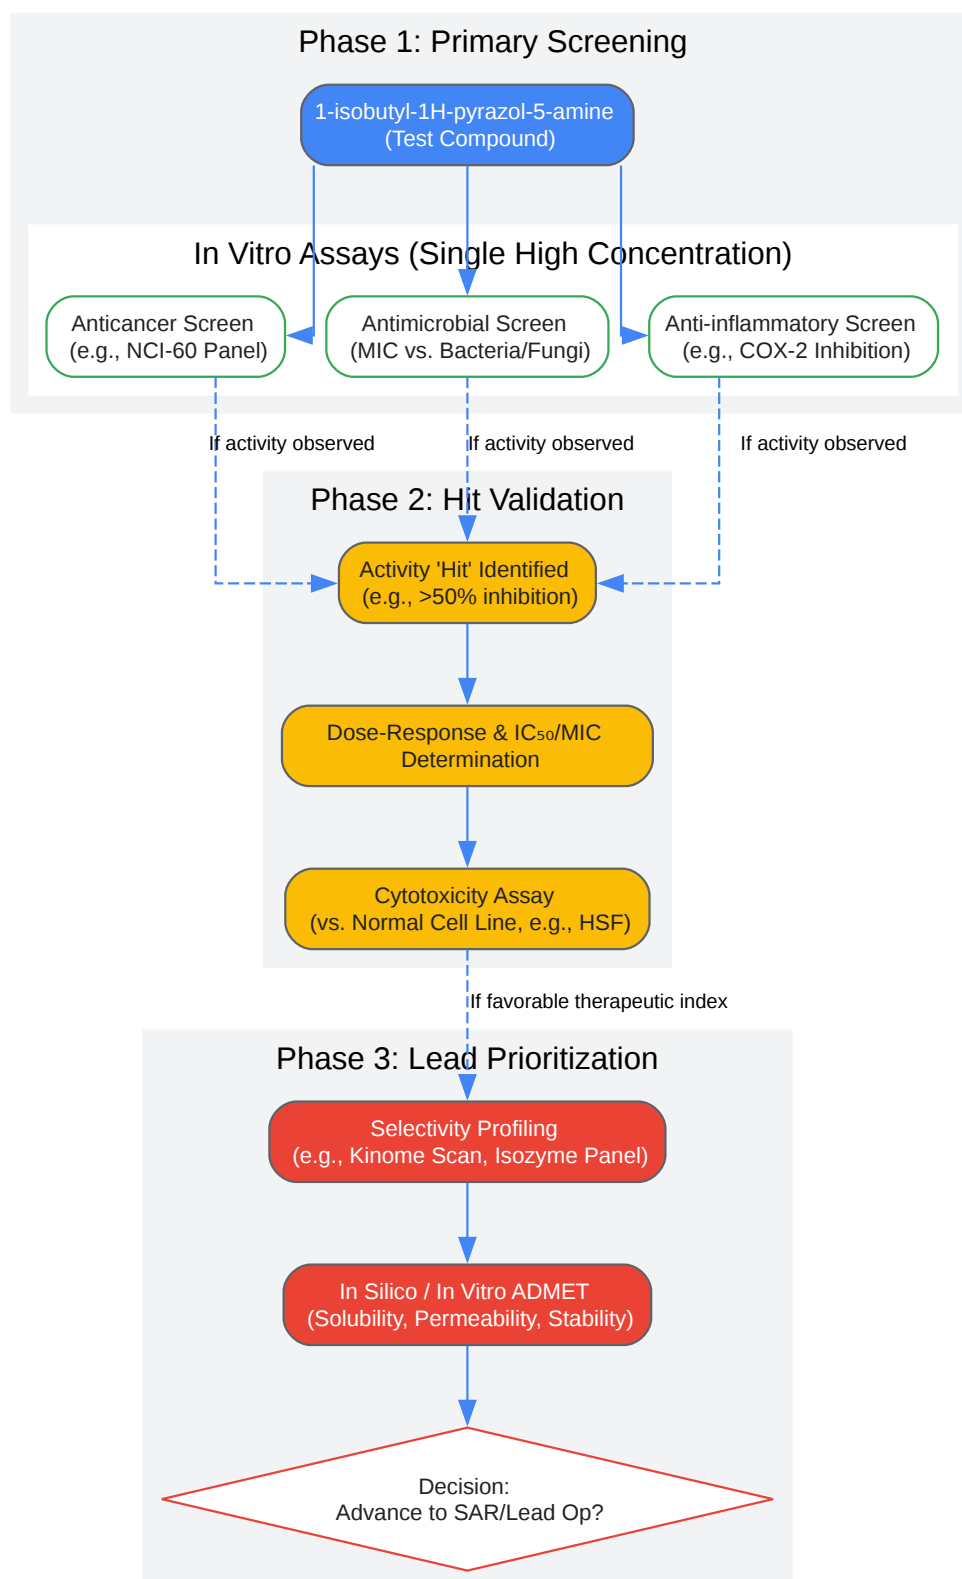 Phase 1: Primary Screening
1-isobutyl-1H-pyrazol-5-amine
(Test Compound)
In Vitro Assays (Single High Concentration)
Anticancer Screen
(e.g., NCI-60 Panel)
Antimicrobial Screen
(MIC vs. Bacteria/Fungi)
Anti-inflammatory Screen
(e.g., COX-2 Inhibition)
If activity observed
If activity observed
If activity observed
Phase 2: Hit Validation
Activity 'Hit' Identified
(e.g., >50% inhibition)
Dose-Response & IC₅₀/MIC
Determination
Cytotoxicity Assay
(vs. Normal Cell Line, e.g., HSF)
If favorable therapeutic index
Phase 3: Lead Prioritization
Selectivity Profiling
(e.g., Kinome Scan, Isozyme Panel)
In Silico / In Vitro ADMET
(Solubility, Permeability, Stability)
Decision:
Advance to SAR/Lead Op?